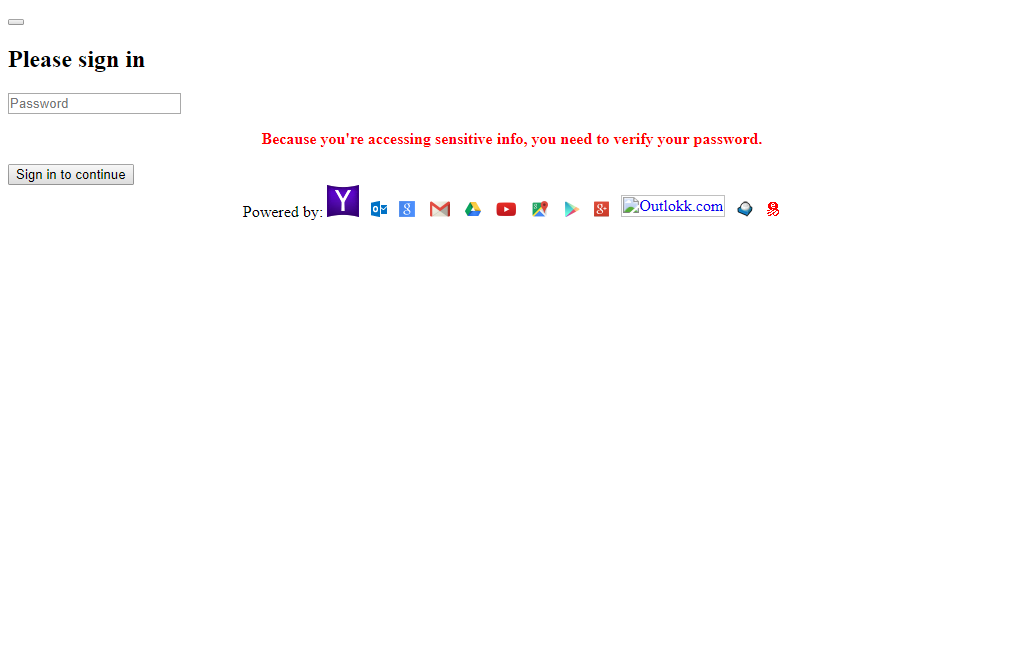 Please sign in
Password
Because you're accessing sensitive info, you need to verify your password.
Sign in to continue
Powered by: Y Outlokk.com